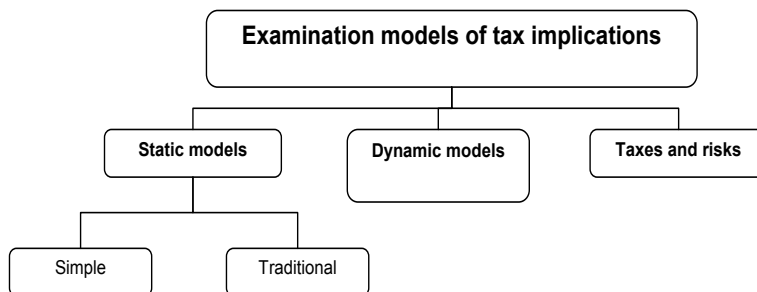 Examination models of tax implications
Static models
Dynamic models
Taxes and risks
Simple
Traditional